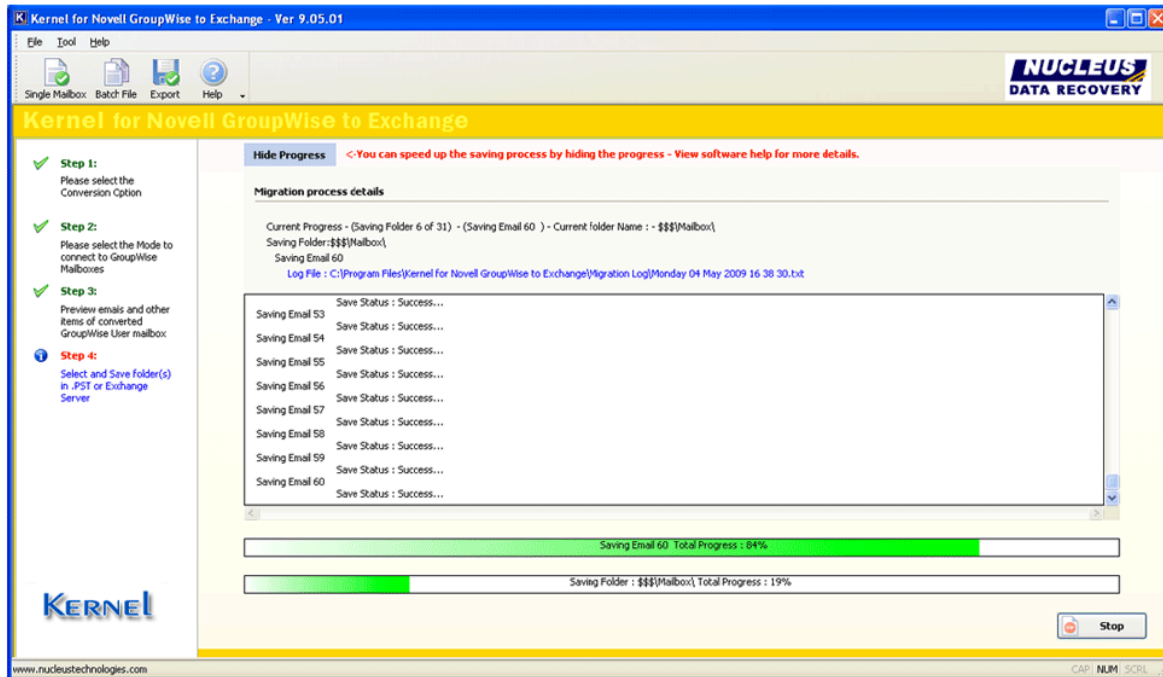 Kernel for Novell GroupWise to Exchange - Ver 9.05.01
File Tool Help
Single Mailbox Batch File Export Help
NUCLEUS
DATA RECOVERY
Kernel for Novell GroupWise to Exchange
Step 1:
Please select the
Conversion Option
Step 2:
Please select the Mode to
connect to GroupWise
Mailboxes
Step 3:
Preview emais and other
items of converted
GroupWise User mailbox
Step 4:
Select and Save folder(s)
in .PST or Exchange
Server
Hide Progress <-You can speed up the saving process by hiding the progress - View software help for more details.
Migration process details
Current Progress - (Saving Folder 6 of 31) - (Saving Email 60 ) - Current folder Name : - $$$\Mailbox\
Saving Folder:$$$\Mailbox\
Saving Email 60
Log File : C:\Program Files\Kernel for Novell GroupWise to Exchange\Migration Log\Monday 04 May 2009 16 38 30.txt
Save Status : Success...
Saving Email 53
Save Status : Success...
Saving Email 54
Save Status : Success...
Saving Email 55
Save Status : Success...
Saving Email 56
Save Status : Success...
Saving Email 57
Save Status : Success...
Saving Email 58
Save Status : Success...
Saving Email 59
Save Status : Success...
Saving Email 60
Save Status : Success...
Saving Email 60 Total Progress : 84%
Saving Folder : $$$\Mailbox\ Total Progress : 19%
KERNEL
Stop
www.nucleustechnologies.com
CAP NUM SCRL